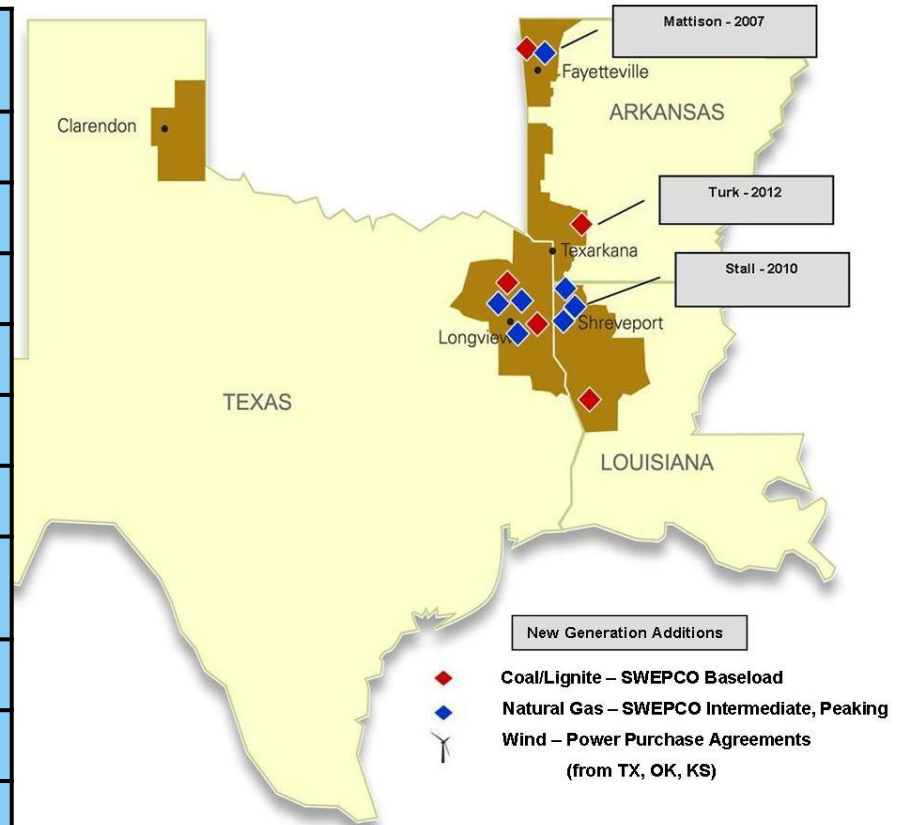 Mattison - 2007
Fayetteville
ARKANSAS
Clarendon
Turk - 2012
Texarkana
Stall - 2010
Shreveport
Longview
TEXAS
LOUISIANA
New Generation Additions
Coal/Lignite – SWEPCO Baseload
Natural Gas – SWEPCO Intermediate, Peaking
Wind – Power Purchase Agreements
(from TX, OK, KS)